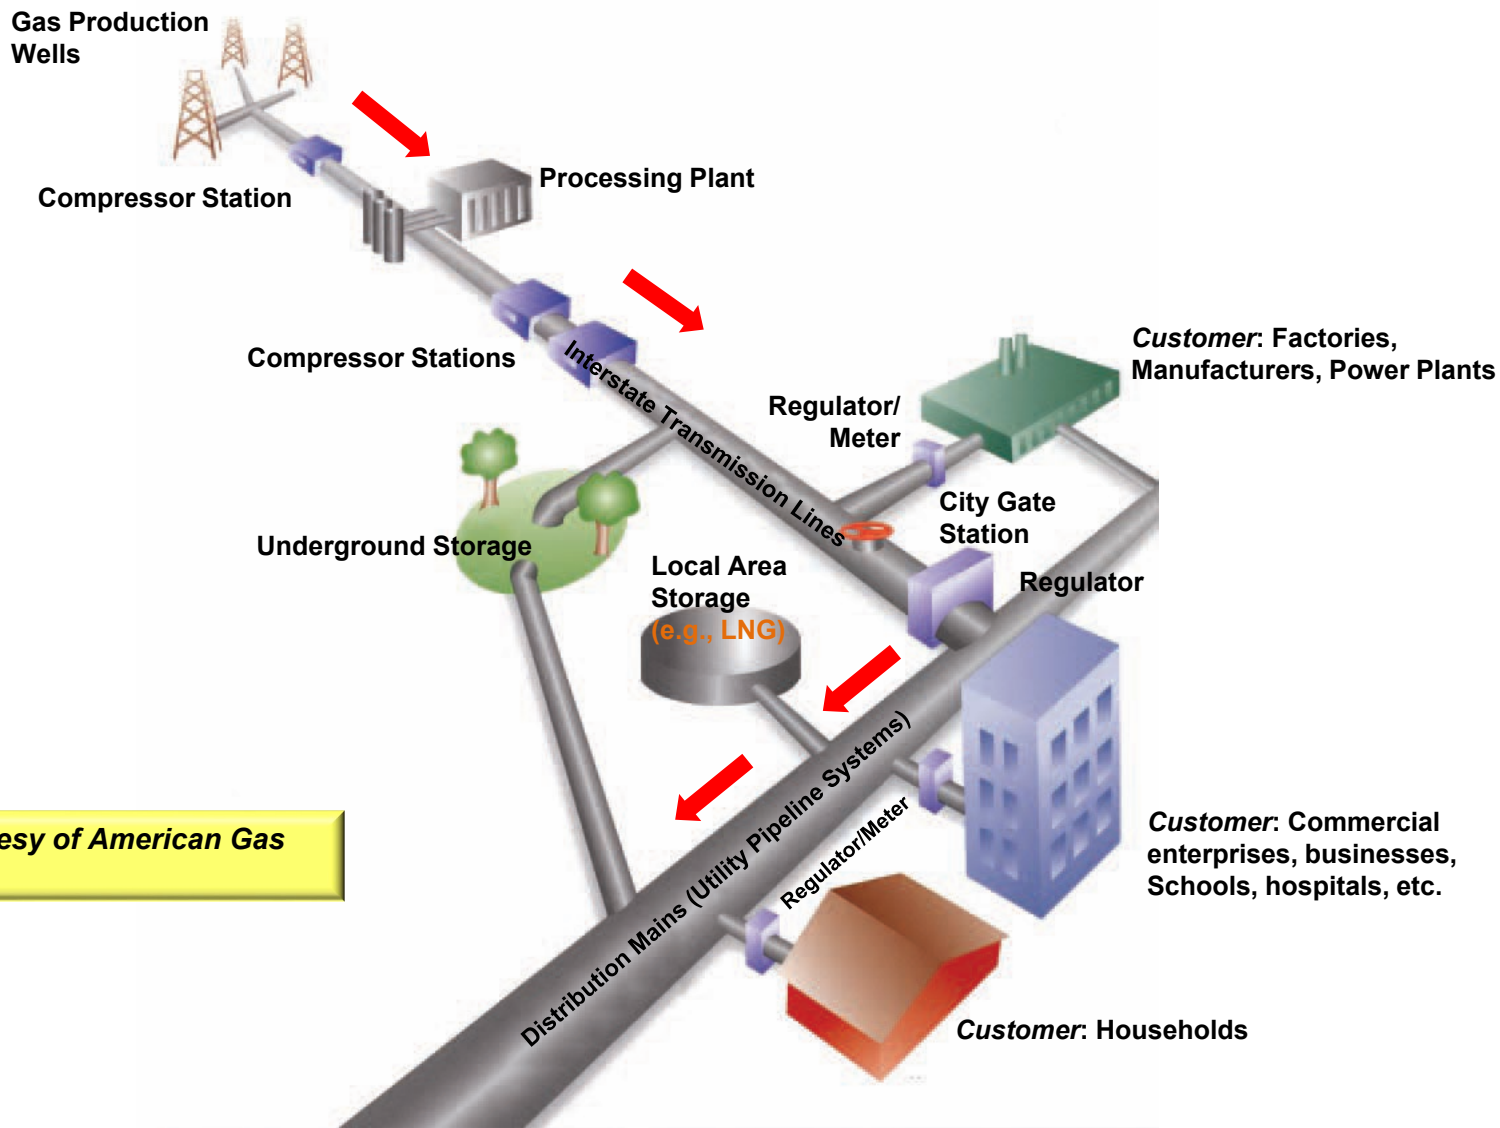 Gas Production
Wells
Compressor Station
Processing Plant
Compressor Stations
Interstate Transmission Lines
Customer: Factories,
Manufacturers, Power Plants
Regulator/
Meter
City Gate
Station
Underground Storage
Local Area
Storage
(e.g., LNG)
Regulator
Distribution Mains (Utility Pipeline Systems)
Regulator/Meter
esy of American Gas
Customer: Commercial
enterprises, businesses,
Schools, hospitals, etc.
Customer: Households